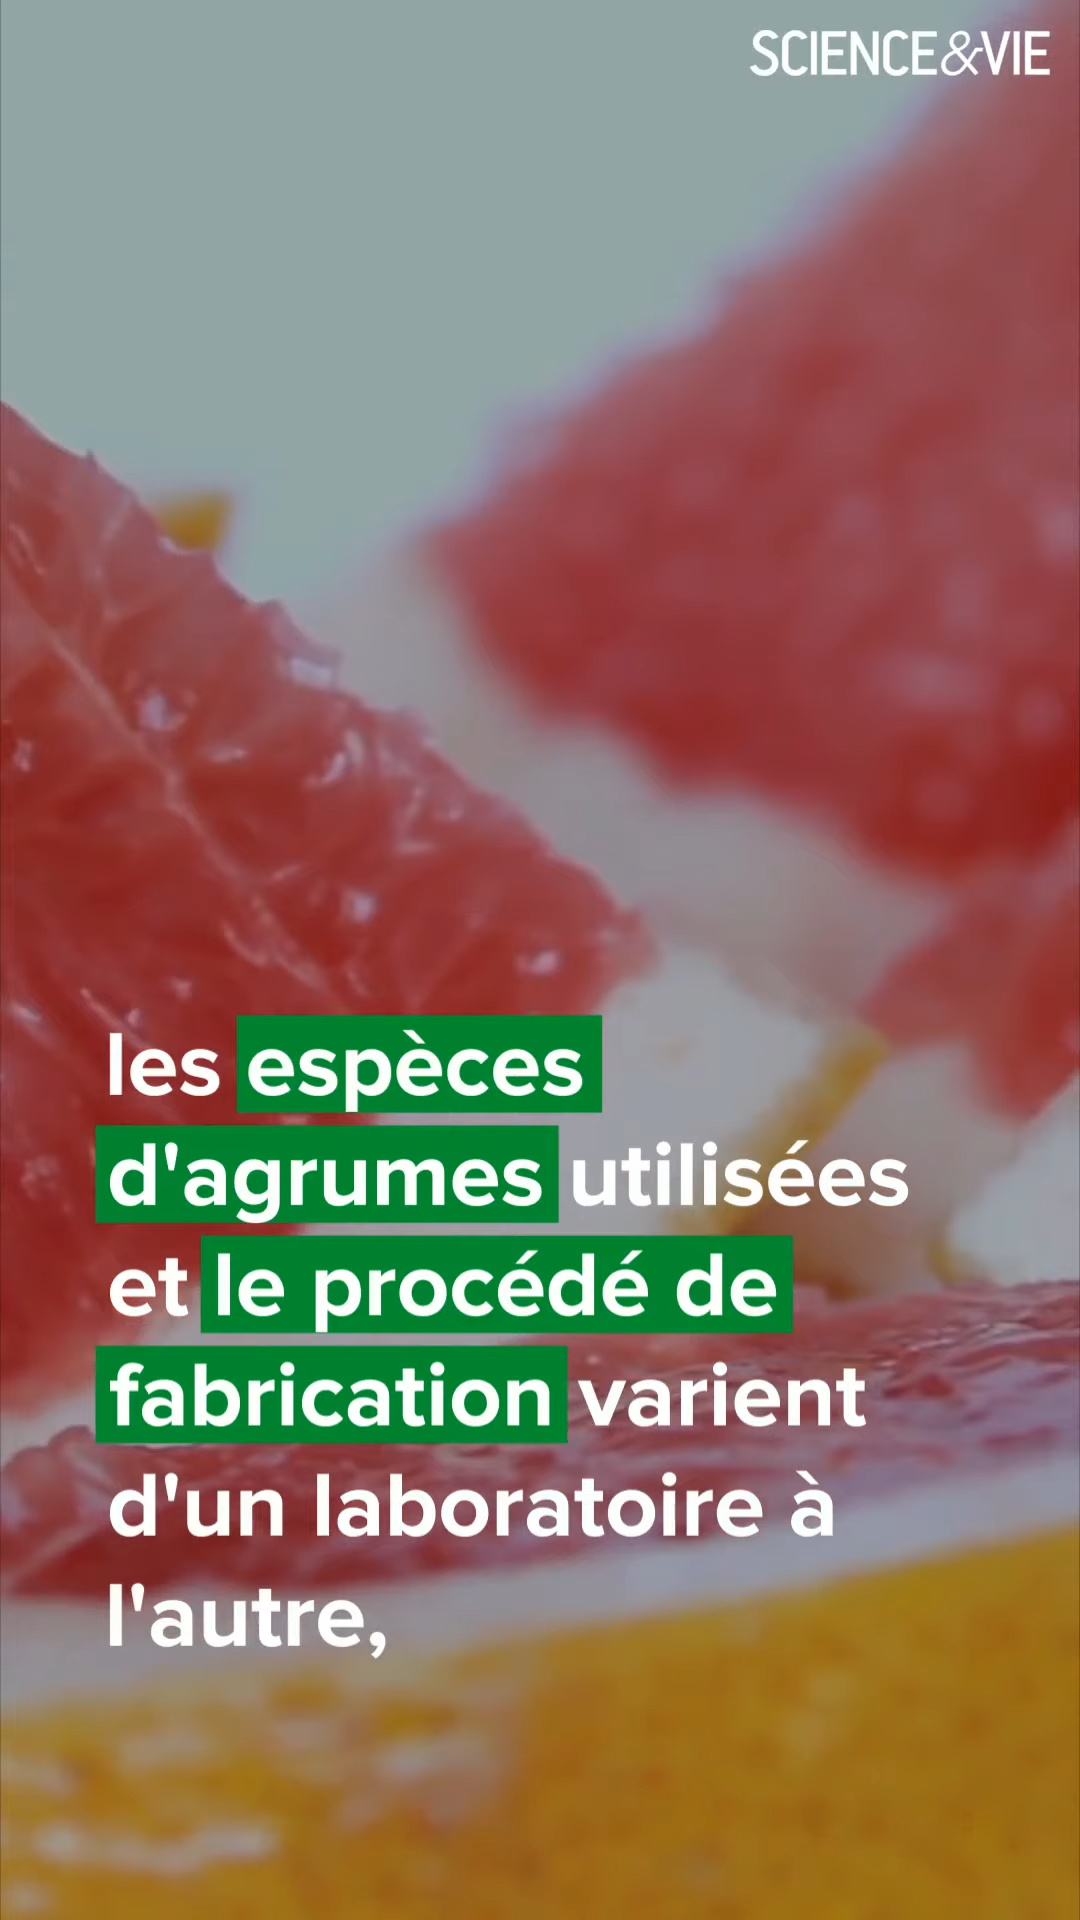 SCIENCE&VIE
les espèces
d'agrumes utilisées
et le procédé de
fabrication varient
d'un laboratoire à
l'autre,